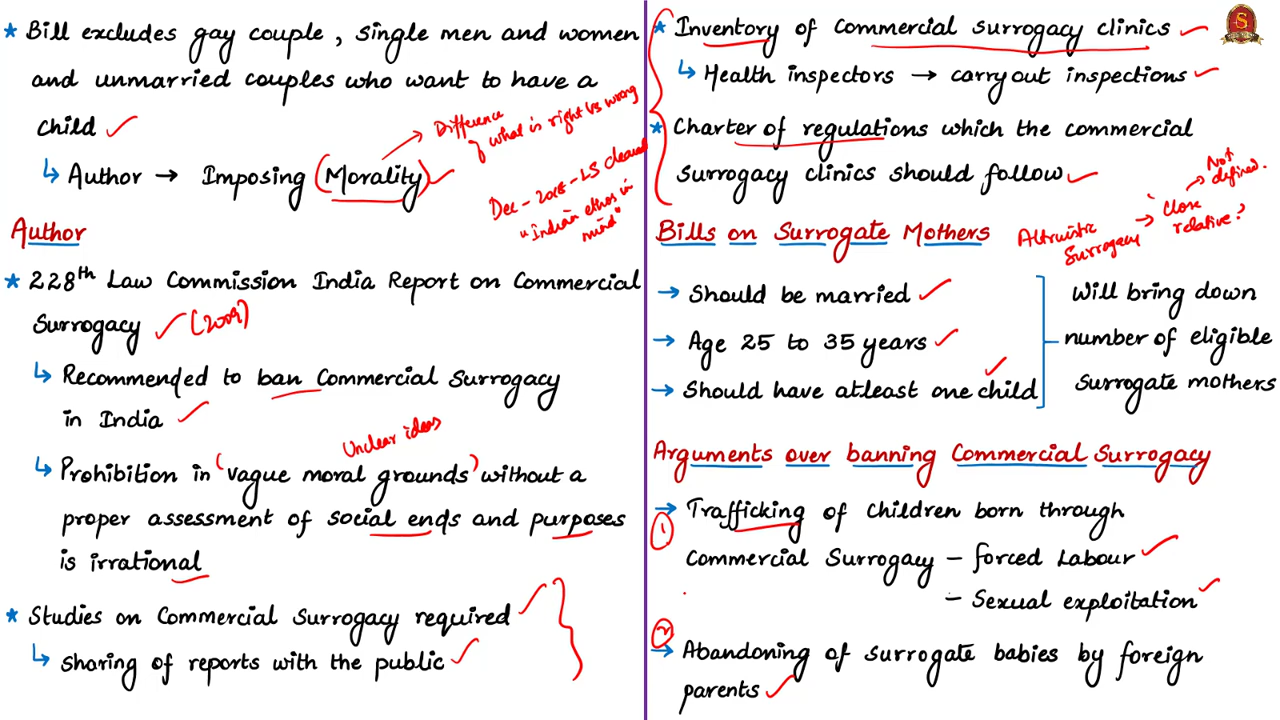 * Bill excludes gay couple, single men and women
and unmarried couples who want to have a
child
↳ Author → Imposing (Morality)
Difference
of what is right vs wrong
Dec - 2018 - LS cleared
"Indian ethos in
mind"
Author
* 228th Law Commission India Report on Commercial
Surrogacy (2009)
↳ Recommended to ban Commercial Surrogacy
in India
Unclear ideas
↳ Prohibition in (vague moral grounds) without a
proper assessment of social ends and purposes
is irrational
* Studies on Commercial Surrogacy required
↳ Sharing of reports with the public
* Inventory of Commercial Surrogacy clinics
↳ Health inspectors → carry out inspections
* Charter of regulations which the commercial
Surrogacy clinics should follow
Altruistic
Surrogacy
→ Close
relative?
→ Not
defined.
Bills on Surrogate Mothers
→ Should be married
→ Age 25 to 35 years
→ Should have atleast one child
Will bring down
number of eligible
Surrogate mothers
Arguments over banning Commercial Surrogacy
① → Trafficking of children born through
Commercial Surrogacy – forced Labour
– Sexual exploitation
② → Abandoning of surrogate babies by foreign
parents
S